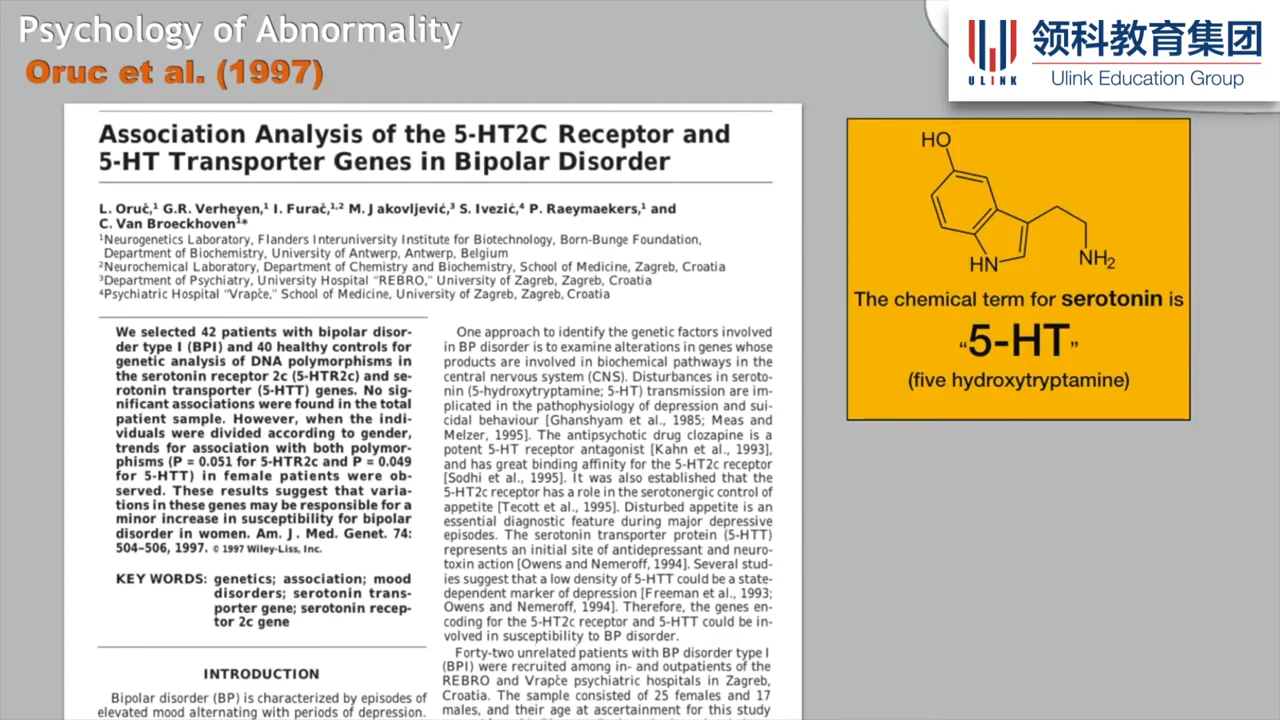 Psychology of Abnormality
Oruc et al. (1997)
ULINK
领科教育集团
Ulink Education Group
Association Analysis of the 5-HT2C Receptor and
5-HT Transporter Genes in Bipolar Disorder
L. Oruč,¹ G.R. Verheyen,¹ I. Furač,¹,² M. Jakovljević,³ S. Ivezić,⁴ P. Raeymaekers,¹ and
C. Van Broeckhoven¹*
¹Neurogenetics Laboratory, Flanders Interuniversity Institute for Biotechnology, Born-Bunge Foundation,
Department of Biochemistry, University of Antwerp, Antwerp, Belgium
²Neurochemical Laboratory, Department of Chemistry and Biochemistry, School of Medicine, Zagreb, Croatia
³Department of Psychiatry, University Hospital “REBRO,” University of Zagreb, Zagreb, Croatia
⁴Psychiatric Hospital “Vrapče,” School of Medicine, University of Zagreb, Zagreb, Croatia
We selected 42 patients with bipolar disor-
der type I (BPI) and 40 healthy controls for
genetic analysis of DNA polymorphisms in
the serotonin receptor 2c (5-HTR2c) and se-
rotonin transporter (5-HTT) genes. No sig-
nificant associations were found in the total
patient sample. However, when the indi-
viduals were divided according to gender,
trends for association with both polymor-
phisms (P = 0.051 for 5-HTR2c and P = 0.049
for 5-HTT) in female patients were ob-
served. These results suggest that varia-
tions in these genes may be responsible for a
minor increase in susceptibility for bipolar
disorder in women. Am. J. Med. Genet. 74:
504–506, 1997. © 1997 Wiley-Liss, Inc.
KEY WORDS: genetics; association; mood
disorders; serotonin trans-
porter gene; serotonin recep-
tor 2c gene
INTRODUCTION
Bipolar disorder (BP) is characterized by episodes of
elevated mood alternating with periods of depression.
One approach to identify the genetic factors involved
in BP disorder is to examine alterations in genes whose
products are involved in biochemical pathways in the
central nervous system (CNS). Disturbances in seroto-
nin (5-hydroxytryptamine; 5-HT) transmission are im-
plicated in the pathophysiology of depression and sui-
cidal behaviour [Ghanshyam et al., 1985; Meas and
Melzer, 1995]. The antipsychotic drug clozapine is a
potent 5-HT receptor antagonist [Kahn et al., 1993],
and has great binding affinity for the 5-HT2c receptor
[Sodhi et al., 1995]. It was also established that the
5-HT2c receptor has a role in the serotonergic control of
appetite [Tecott et al., 1995]. Disturbed appetite is an
essential diagnostic feature during major depressive
episodes. The serotonin transporter protein (5-HTT)
represents an initial site of antidepressant and neuro-
toxin action [Owens and Nemeroff, 1994]. Several stud-
ies suggest that a low density of 5-HTT could be a state-
dependent marker of depression [Freeman et al., 1993;
Owens and Nemeroff, 1994]. Therefore, the genes en-
coding for the 5-HT2c receptor and 5-HTT could be in-
volved in susceptibility to BP disorder.
Forty-two unrelated patients with BP disorder type I
(BPI) were recruited among in- and outpatients of the
REBRO and Vrapče psychiatric hospitals in Zagreb,
Croatia. The sample consisted of 25 females and 17
males, and their age at ascertainment for this study
HO
HN
NH₂
The chemical term for serotonin is
“5-HT”
(five hydroxytryptamine)